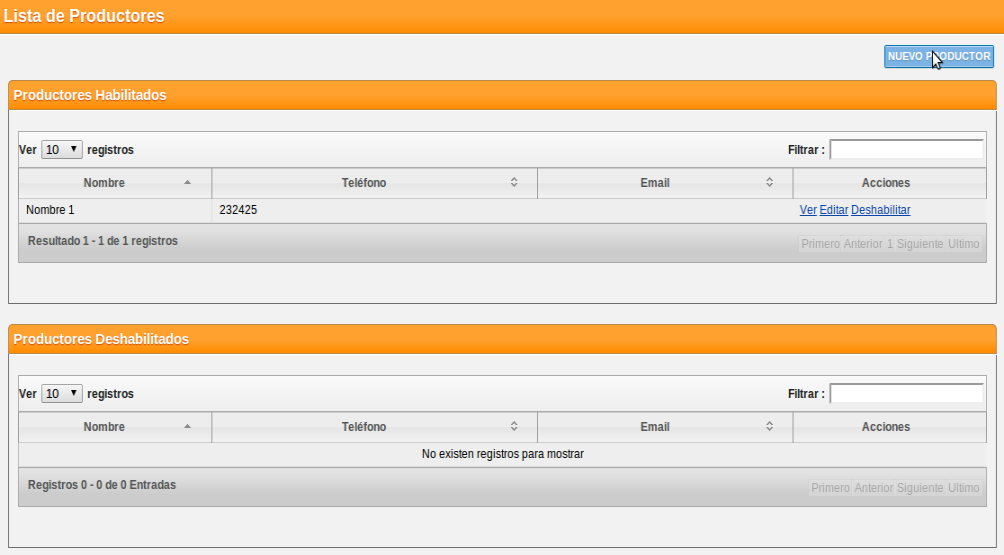 Lista de Productores
NUEVO PRODUCTOR
Productores Habilitados
Ver 10 registros Filtrar :
Nombre Teléfono Email Acciones
Nombre 1 232425 Ver Editar Deshabilitar
Resultado 1 - 1 de 1 registros Primero Anterior 1 Siguiente Ultimo
Productores Deshabilitados
Ver 10 registros Filtrar :
Nombre Teléfono Email Acciones
No existen registros para mostrar
Registros 0 - 0 de 0 Entradas Primero Anterior Siguiente Ultimo